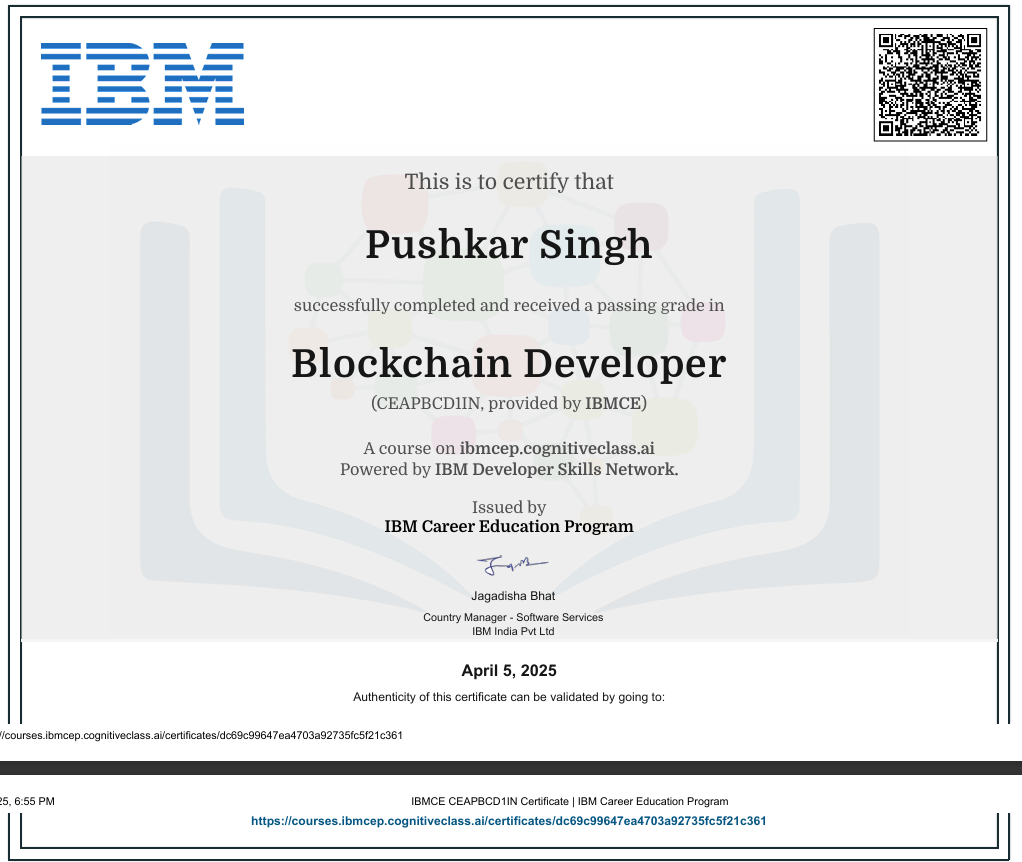 IBM
This is to certify that
Pushkar Singh
successfully completed and received a passing grade in
Blockchain Developer
(CEAPBCD1IN, provided by IBMCE)
A course on ibmcep.cognitiveclass.ai
Powered by IBM Developer Skills Network.
Issued by
IBM Career Education Program
Jagadisha Bhat
Country Manager - Software Services
IBM India Pvt Ltd
April 5, 2025
Authenticity of this certificate can be validated by going to:
//courses.ibmcep.cognitiveclass.ai/certificates/dc69c99647ea4703a92735fc5f21c361
25, 6:55 PM
IBMCE CEAPBCD1IN Certificate | IBM Career Education Program
https://courses.ibmcep.cognitiveclass.ai/certificates/dc69c99647ea4703a92735fc5f21c361